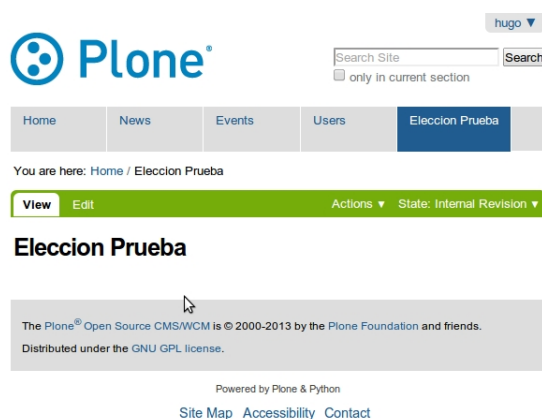 hugo ▼
Plone®
Search Site
Search
only in current section
Home News Events Users Eleccion Prueba
You are here: Home / Eleccion Prueba
View Edit Actions ▼ State: Internal Revision ▼
Eleccion Prueba
The Plone® Open Source CMS/WCM is © 2000-2013 by the Plone Foundation and friends.
Distributed under the GNU GPL license.
Powered by Plone & Python
Site Map Accessibility Contact